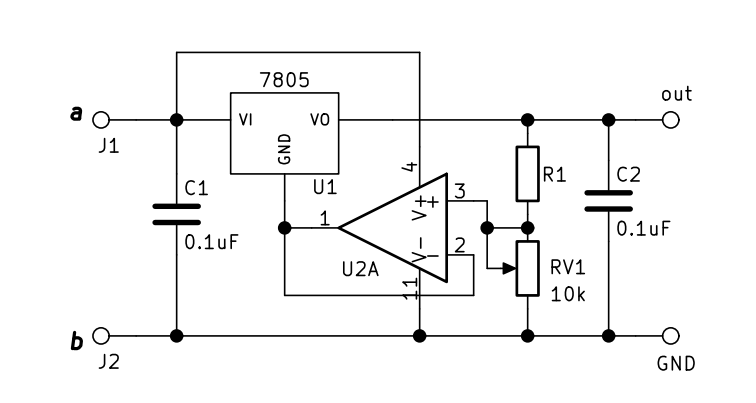 7805
a
J1
VI
VO
GND
U1
out
C1
0.1uF
4
V+
+
3
1
U2A
V-
-
2
11
R1
C2
0.1uF
RV1
10k
b
J2
GND